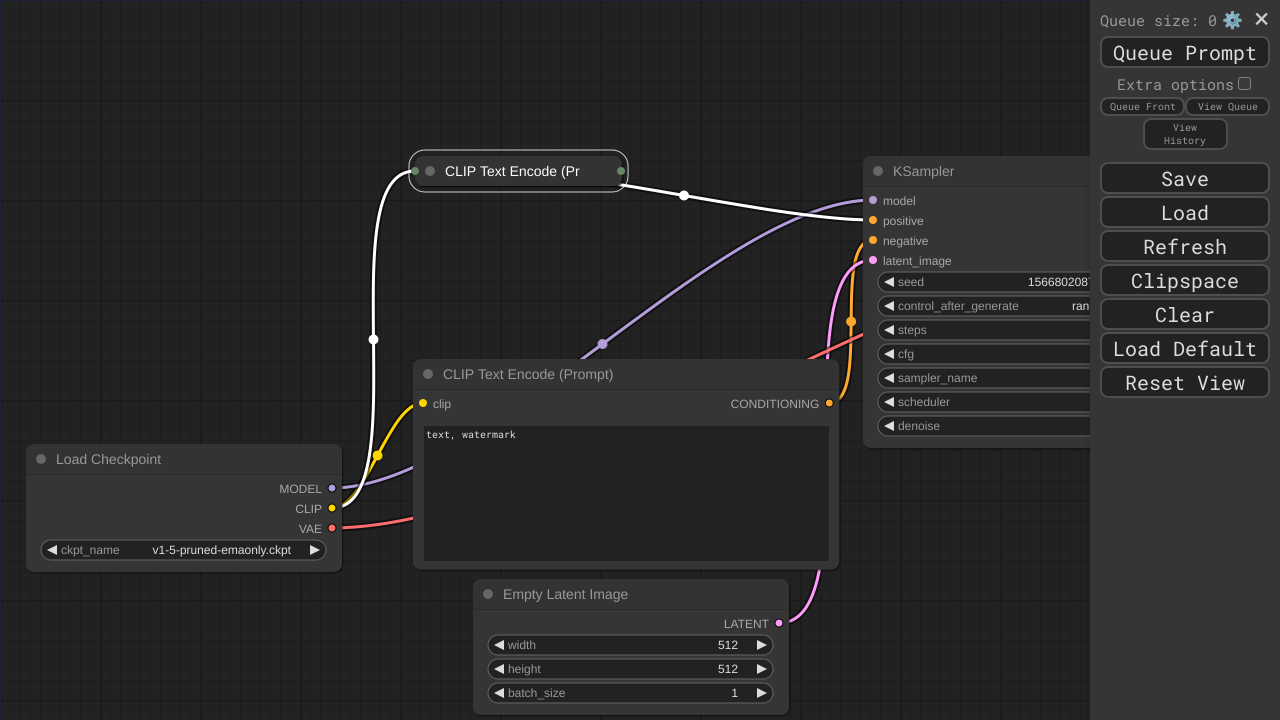 Queue size: 0
Queue Prompt
Extra options
Queue Front
View Queue
View
History
Save
Load
Refresh
Clipspace
Clear
Load Default
Reset View
CLIP Text Encode (Pr
KSampler
model
positive
negative
latent_image
seed 1566802087
control_after_generate ran
steps
cfg
sampler_name
scheduler
denoise
CLIP Text Encode (Prompt)
clip CONDITIONING
text, watermark
Load Checkpoint
MODEL
CLIP
VAE
ckpt_name v1-5-pruned-emaonly.ckpt
Empty Latent Image
LATENT
width 512
height 512
batch_size 1